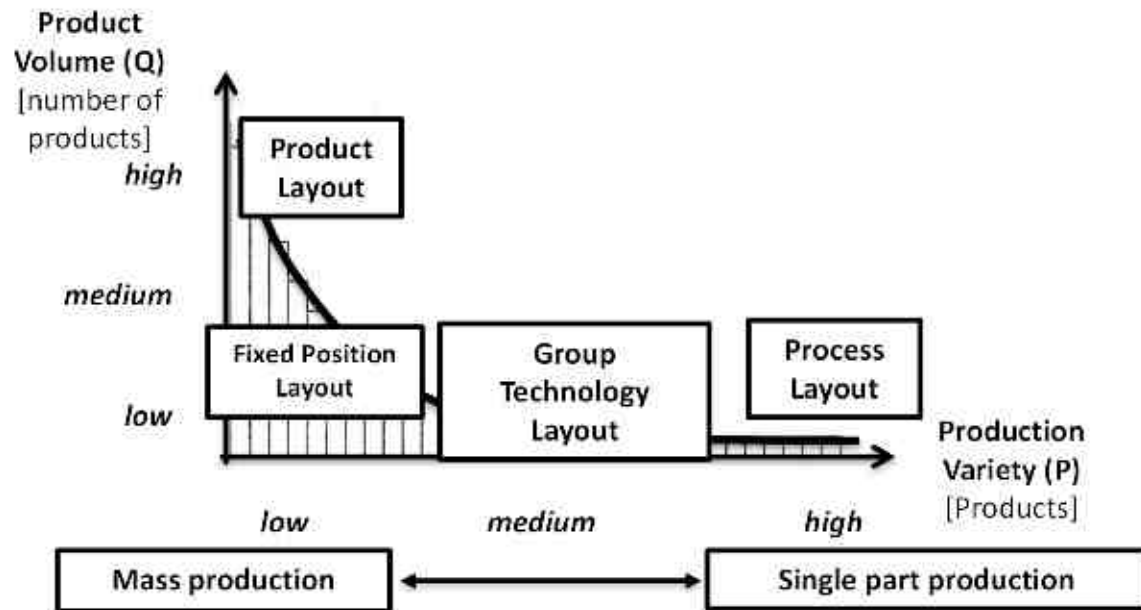 Product
Volume (Q)
[number of
products]
high
medium
low
Product
Layout
Fixed Position
Layout
Group
Technology
Layout
Process
Layout
Production
Variety (P)
[Products]
low
medium
high
Mass production
Single part production